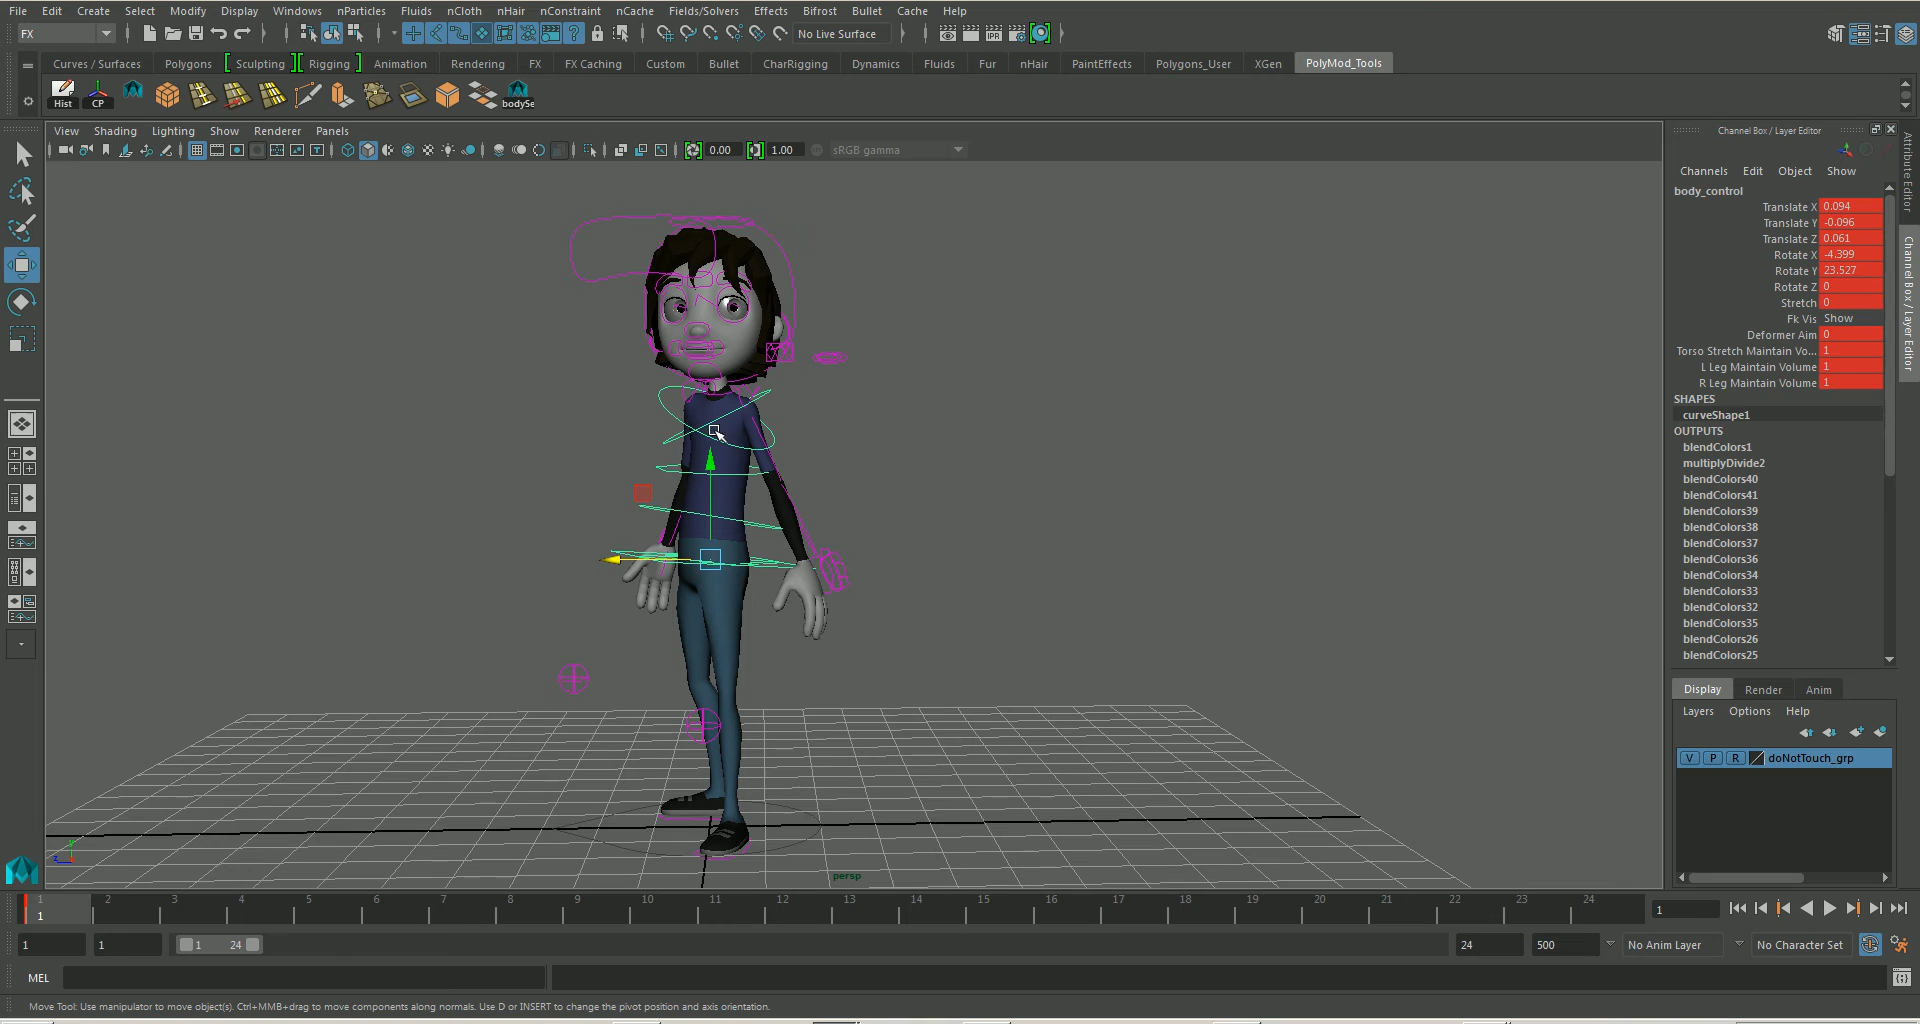 File Edit Create Select Modify Display Windows nParticles Fluids nCloth nHair nConstraint nCache Fields/Solvers Effects Bifrost Bullet Cache Help
FX No Live Surface
Curves / Surfaces Polygons Sculpting Rigging Animation Rendering FX FX Caching Custom Bullet CharRigging Dynamics Fluids Fur nHair PaintEffects Polygons_User XGen PolyMod_Tools
Hist CP bodySe
View Shading Lighting Show Renderer Panels
0.00 1.00 sRGB gamma
Channel Box / Layer Editor
Channels Edit Object Show
body_control
Translate X 0.094
Translate Y -0.096
Translate Z 0.061
Rotate X -4.399
Rotate Y 23.527
Rotate Z 0
Stretch 0
Fk Vis Show
Deformer Aim 0
Torso Stretch Maintain Vo... 1
L Leg Maintain Volume 1
R Leg Maintain Volume 1
SHAPES
curveShape1
OUTPUTS
blendColors1
multiplyDivide2
blendColors40
blendColors41
blendColors39
blendColors38
blendColors37
blendColors36
blendColors34
blendColors33
blendColors32
blendColors35
blendColors26
blendColors25
Attribute Editor
Channel Box / Layer Editor
Display Render Anim
Layers Options Help
V P R doNotTouch_grp
persp
1 2 3 4 5 6 7 8 9 10 11 12 13 14 15 16 17 18 19 20 21 22 23 24
1 1
1 1 1 24 24 500 No Anim Layer No Character Set
MEL
Move Tool: Use manipulator to move object(s). Ctrl+MMB+drag to move components along normals. Use D or INSERT to change the pivot position and axis orientation.